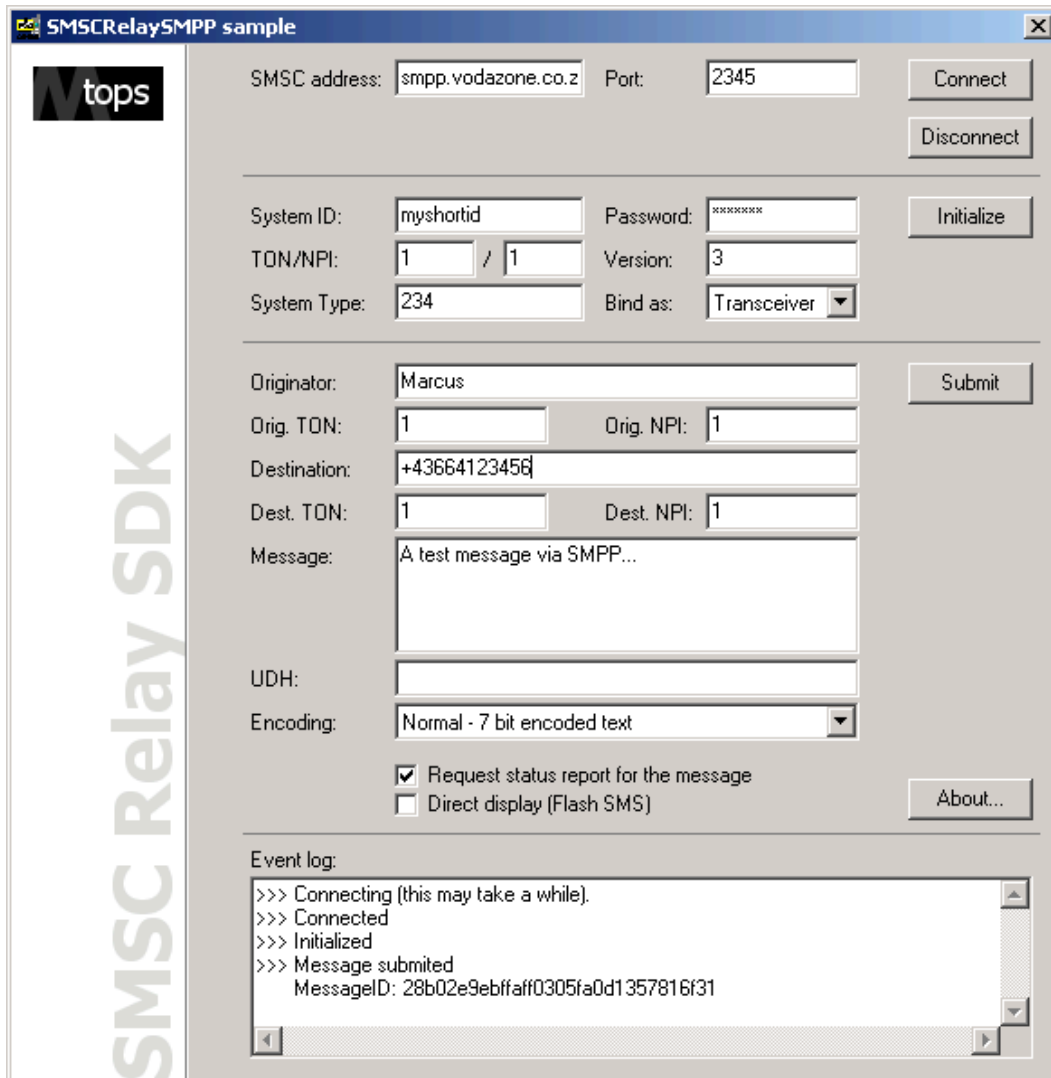 SMSCRelaySMPP sample
tops
SMSC Relay SDK
SMSC address: smpp.vodazone.co.z Port: 2345 Connect
Disconnect
System ID: myshortid Password: ******* Initialize
TON/NPI: 1 / 1 Version: 3
System Type: 234 Bind as: Transceiver
Originator: Marcus Submit
Orig. TON: 1 Orig. NPI: 1
Destination: +43664123456
Dest. TON: 1 Dest. NPI: 1
Message: A test message via SMPP...
UDH:
Encoding: Normal - 7 bit encoded text
Request status report for the message
Direct display (Flash SMS) About...
Event log:
>>> Connecting (this may take a while).
>>> Connected
>>> Initialized
>>> Message submited
MessageID: 28b02e9ebffaff0305fa0d1357816f31